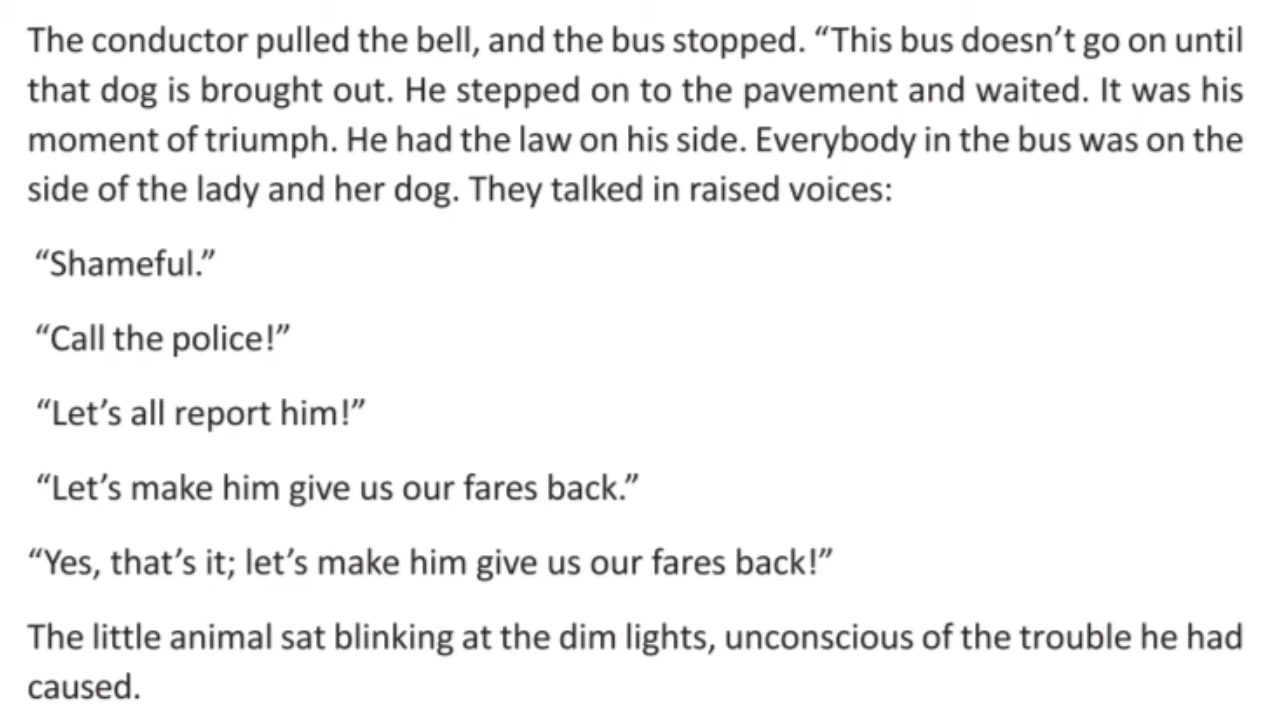 The conductor pulled the bell, and the bus stopped. “This bus doesn’t go on until
that dog is brought out. He stepped on to the pavement and waited. It was his
moment of triumph. He had the law on his side. Everybody in the bus was on the
side of the lady and her dog. They talked in raised voices:
“Shameful.”
“Call the police!”
“Let’s all report him!”
“Let’s make him give us our fares back.”
“Yes, that’s it; let’s make him give us our fares back!”
The little animal sat blinking at the dim lights, unconscious of the trouble he had
caused.